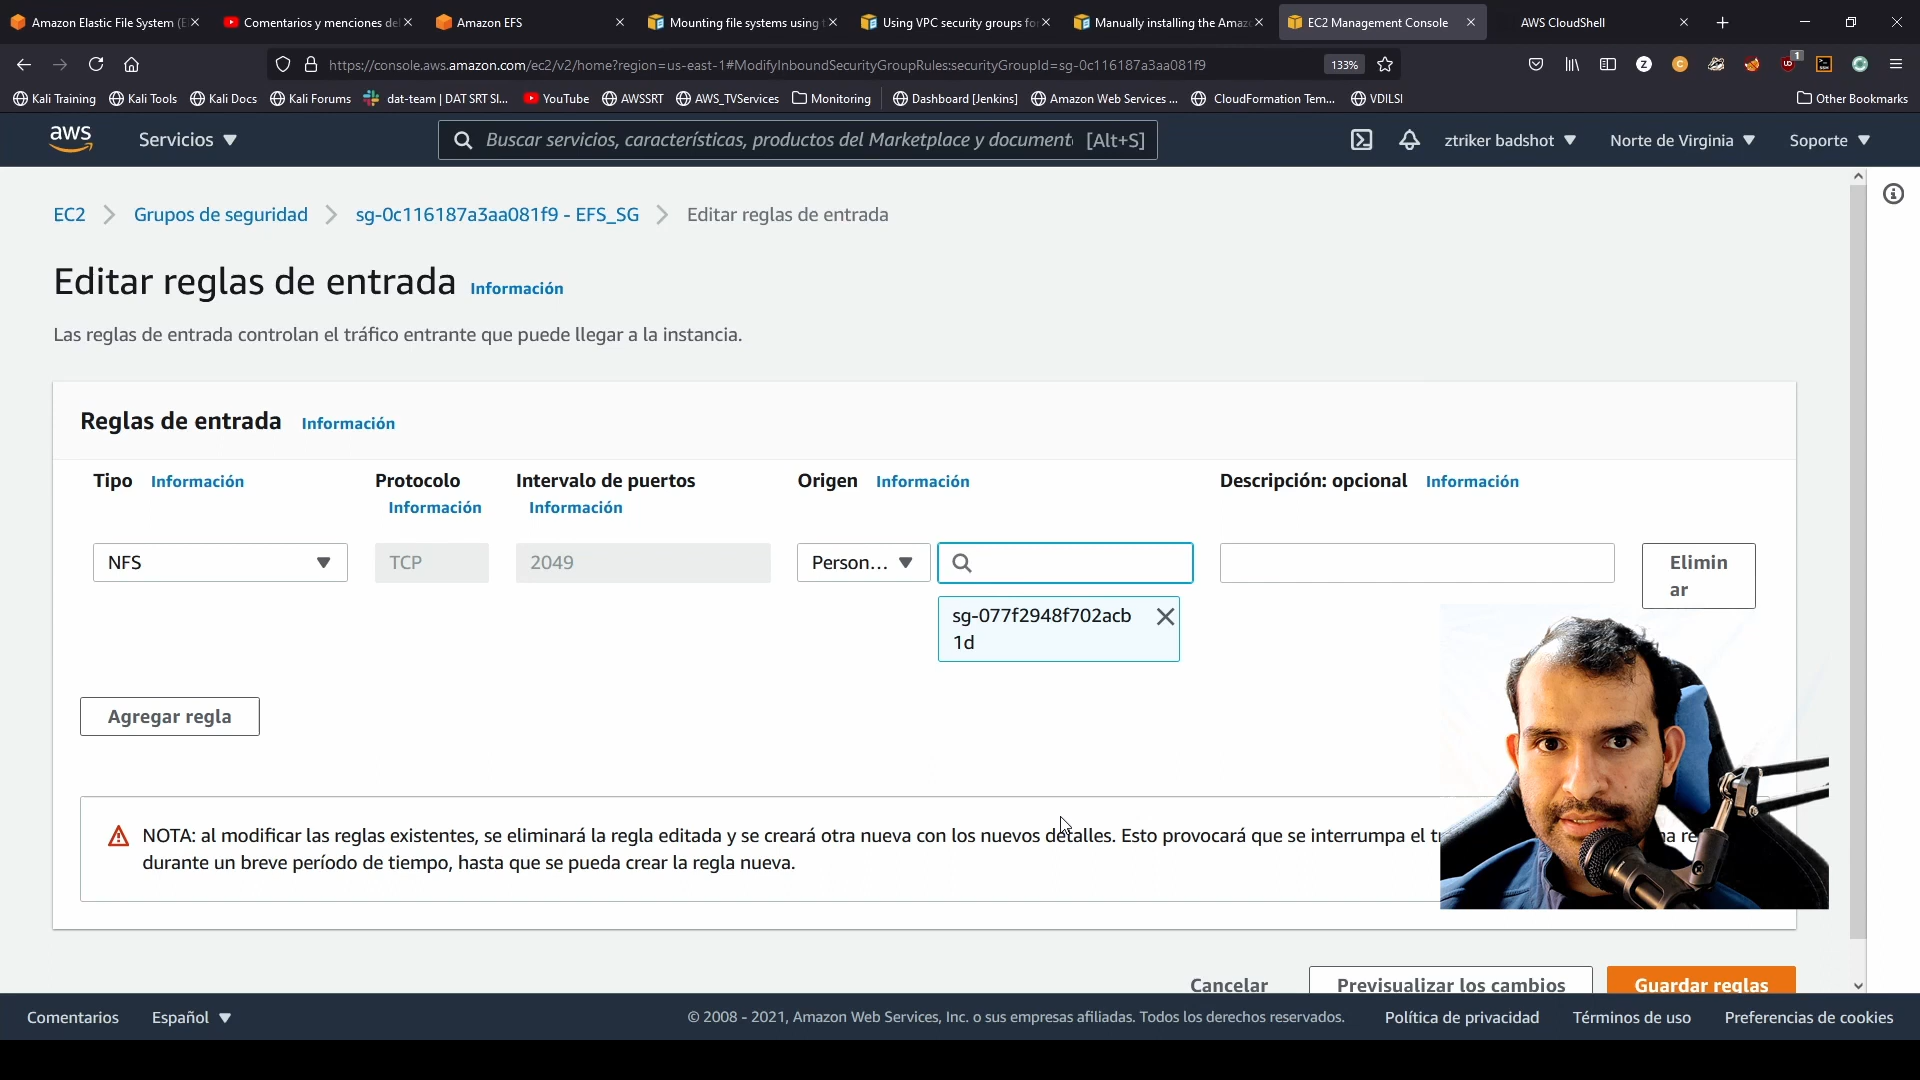 Amazon Elastic File System (E
Comentarios y menciones de
Amazon EFS
Mounting file systems using
Using VPC security groups fo
Manually installing the Amaz
EC2 Management Console
AWS CloudShell
https://console.aws.amazon.com/ec2/v2/home?region=us-east-1#ModifyInboundSecurityGroupRules:securityGroupId=sg-0c116187a3aa081f9
133%
1
Kali Training
Kali Tools
Kali Docs
Kali Forums
dat-team | DAT SRT Sl...
YouTube
AWSSRT
AWS_TVServices
Monitoring
Dashboard [Jenkins]
Amazon Web Services ...
CloudFormation Tem...
VDILSI
Other Bookmarks
aws
Servicios
Buscar servicios, características, productos del Marketplace y document
[Alt+S]
ztriker badshot
Norte de Virginia
Soporte
EC2
Grupos de seguridad
sg-0c116187a3aa081f9 - EFS_SG
Editar reglas de entrada
Editar reglas de entrada Información
Las reglas de entrada controlan el tráfico entrante que puede llegar a la instancia.
Reglas de entrada Información
Tipo Información
Protocolo
Información
Intervalo de puertos
Información
Origen Información
Descripción: opcional Información
NFS
TCP
2049
Person...
Elimin
ar
sg-077f2948f702acb
1d
Agregar regla
NOTA: al modificar las reglas existentes, se eliminará la regla editada y se creará otra nueva con los nuevos detalles. Esto provocará que se interrumpa el
durante un breve período de tiempo, hasta que se pueda crear la regla nueva.
Cancelar
Previsualizar los cambios
Guardar reglas
Comentarios
Español
© 2008 - 2021, Amazon Web Services, Inc. o sus empresas afiliadas. Todos los derechos reservados.
Política de privacidad
Términos de uso
Preferencias de cookies